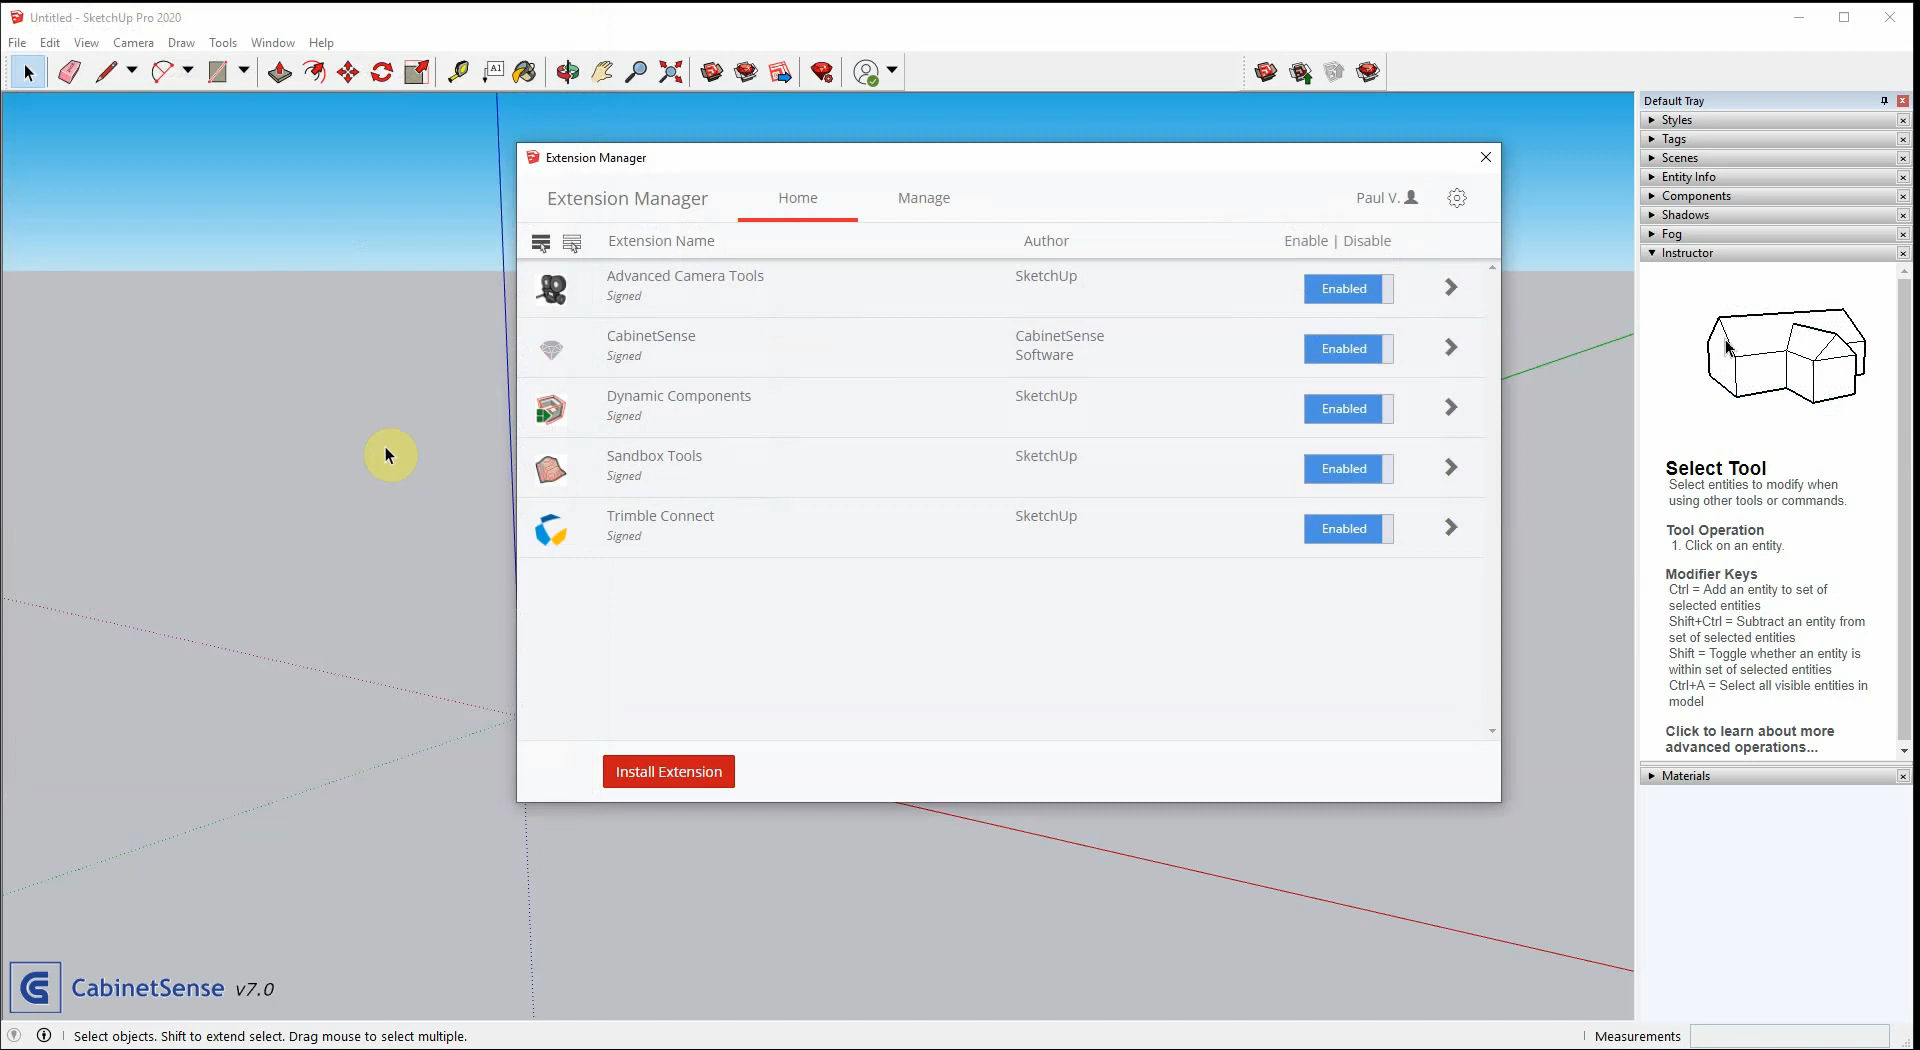 Untitled - SketchUp Pro 2020
File Edit View Camera Draw Tools Window Help
A1
Default Tray
Styles
Tags
Scenes
Entity Info
Components
Shadows
Fog
Instructor
Extension Manager
Extension Manager Home Manage Paul V.
Extension Name Author Enable | Disable
Advanced Camera Tools SketchUp Enabled
Signed
CabinetSense CabinetSense Software Enabled
Signed
Dynamic Components SketchUp Enabled
Signed
Sandbox Tools SketchUp Enabled
Signed
Trimble Connect SketchUp Enabled
Signed
Install Extension
Select Tool
Select entities to modify when
using other tools or commands.
Tool Operation
1. Click on an entity.
Modifier Keys
Ctrl = Add an entity to set of
selected entities
Shift+Ctrl = Subtract an entity from
set of selected entities
Shift = Toggle whether an entity is
within set of selected entities
Ctrl+A = Select all visible entities in
model
Click to learn about more
advanced operations...
Materials
CabinetSense v7.0
Select objects. Shift to extend select. Drag mouse to select multiple.
Measurements